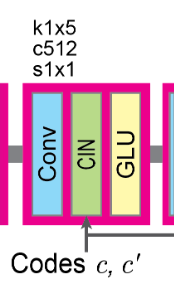 k1x5
c512
s1x1
Conv
CIN
GLU
Codes c, c′